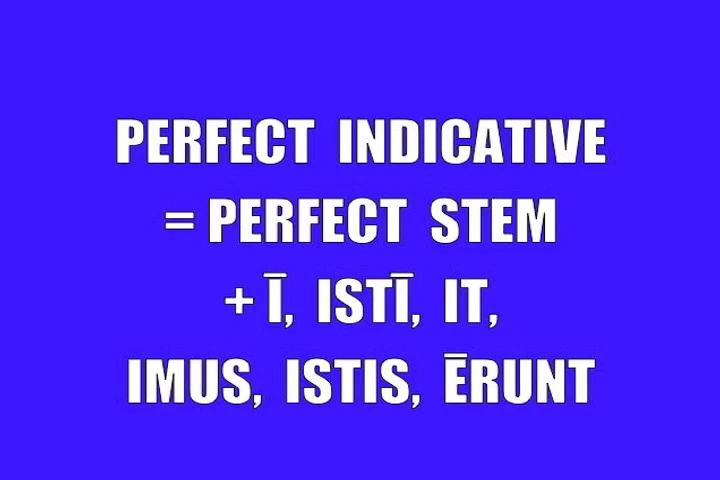 PERFECT INDICATIVE
= PERFECT STEM
+ Ī, ISTĪ, IT,
IMUS, ISTIS, ĒRUNT